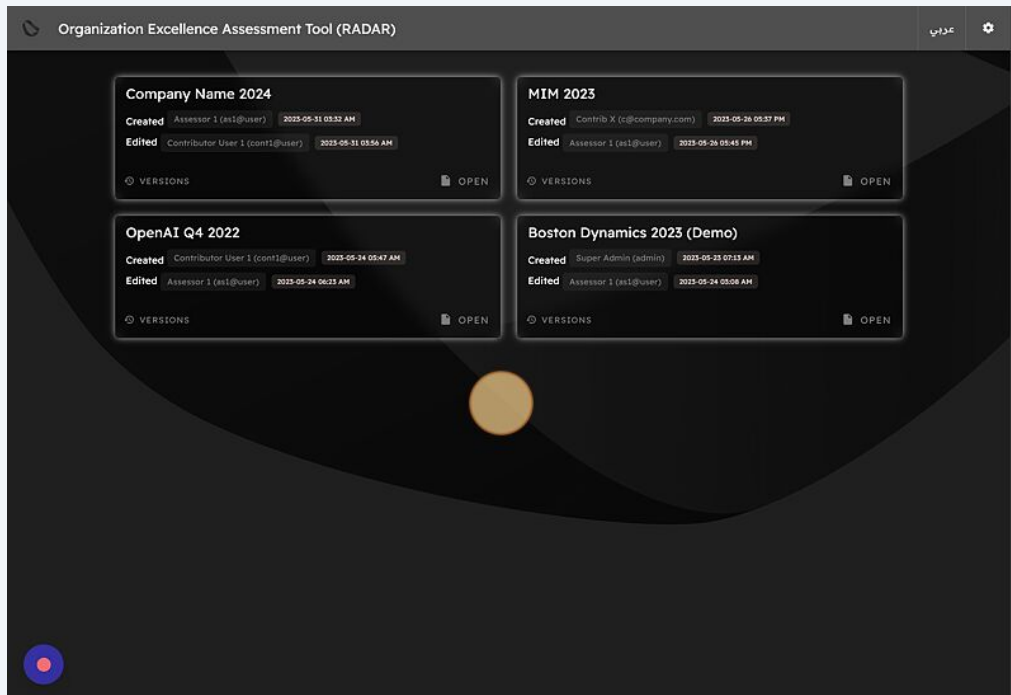 Organization Excellence Assessment Tool (RADAR)
عربي
Company Name 2024
Created Assessor 1 (as1@user) 2023-05-31 03:32 AM
Edited Contributor User 1 (cont1@user) 2023-05-31 03:56 AM
VERSIONS OPEN
MIM 2023
Created Contrib X (c@company.com) 2023-05-26 05:37 PM
Edited Assessor 1 (as1@user) 2023-05-26 05:45 PM
VERSIONS OPEN
OpenAI Q4 2022
Created Contributor User 1 (cont1@user) 2023-05-24 05:47 AM
Edited Assessor 1 (as1@user) 2023-05-24 06:23 AM
VERSIONS OPEN
Boston Dynamics 2023 (Demo)
Created Super Admin (admin) 2023-05-23 07:13 AM
Edited Assessor 1 (as1@user) 2023-05-24 03:08 AM
VERSIONS OPEN